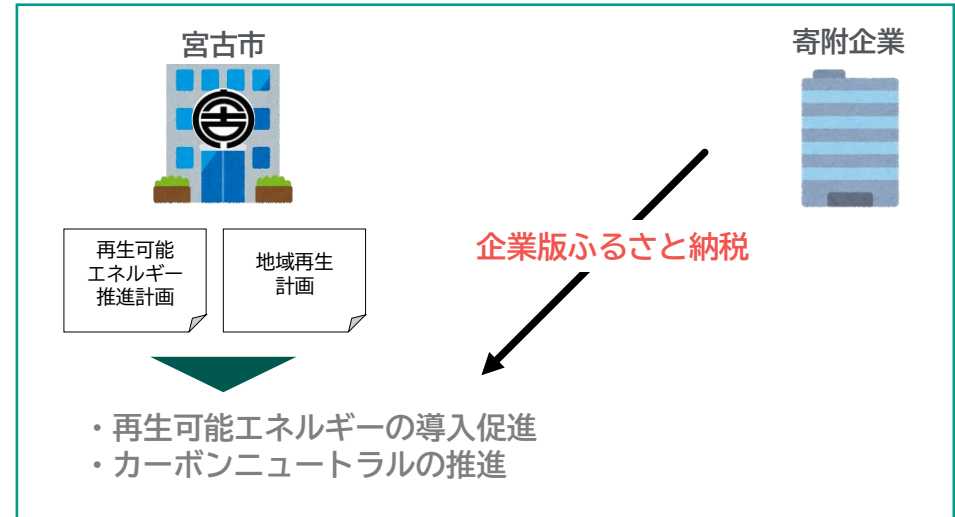 宮古市
寄附企業
再生可能
エネルギー
推進計画
地域再生
計画
企業版ふるさと納税
・再生可能エネルギーの導入促進
・カーボンニュートラルの推進